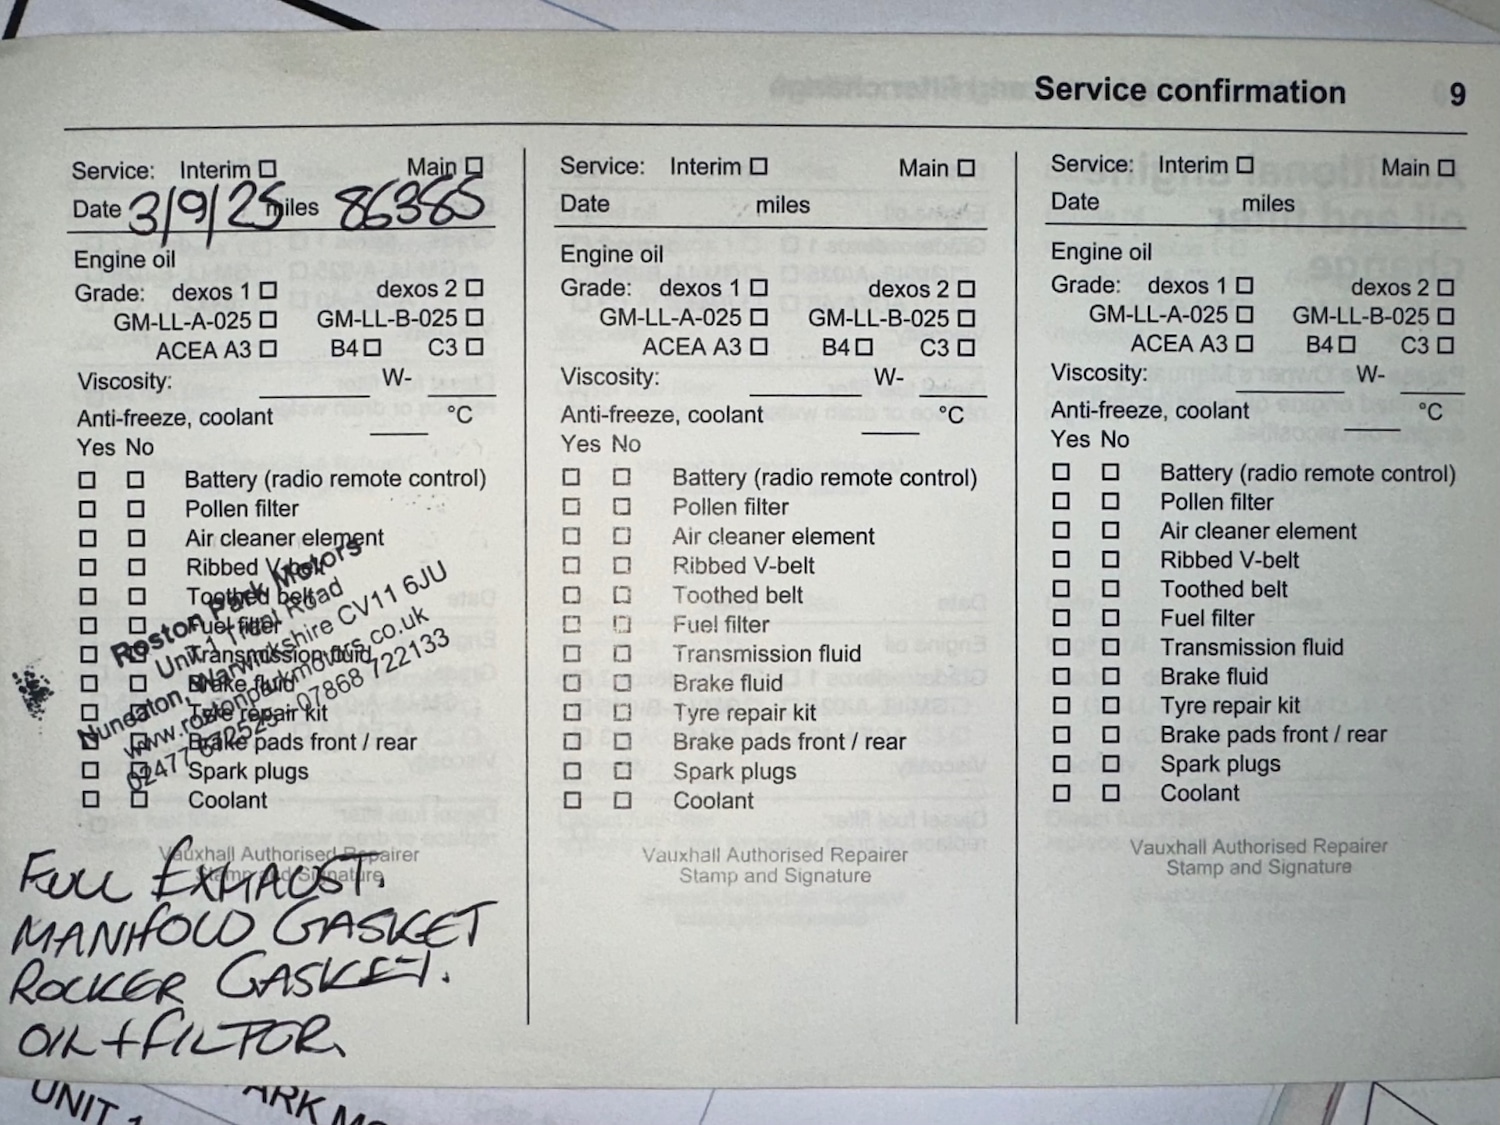 Service confirmation 9
Service: Interim ☐ Main ☐
Date 3/9/25 miles 86385
Engine oil
Grade: dexos 1 ☐ dexos 2 ☐
GM-LL-A-025 ☐ GM-LL-B-025 ☐
ACEA A3 ☐ B4 ☐ C3 ☐
Viscosity: W-
Anti-freeze, coolant °C
Yes No
☐ ☐ Battery (radio remote control)
☐ ☐ Pollen filter
☐ ☐ Air cleaner element
☐ ☐ Ribbed V-belt
☐ ☐ Toothed belt
☐ ☐ Fuel filter
☐ ☐ Transmission fluid
☐ ☐ Brake fluid
☐ ☐ Tyre repair kit
☐ ☐ Brake pads front / rear
☐ ☐ Spark plugs
☐ ☐ Coolant
Roston Park Motors
Unit 1 Trent Road
Nuneaton, Warwickshire CV11 6JU
www.rostonparkmotors.co.uk
07868 722133
Vauxhall Authorised Repairer
Stamp and Signature
FULL EXHAUST.
MANIFOLD GASKET
ROCKER GASKET.
OIL + FILTOR.
Service: Interim ☐ Main ☐
Date miles
Engine oil
Grade: dexos 1 ☐ dexos 2 ☐
GM-LL-A-025 ☐ GM-LL-B-025 ☐
ACEA A3 ☐ B4 ☐ C3 ☐
Viscosity: W-
Anti-freeze, coolant °C
Yes No
☐ ☐ Battery (radio remote control)
☐ ☐ Pollen filter
☐ ☐ Air cleaner element
☐ ☐ Ribbed V-belt
☐ ☐ Toothed belt
☐ ☐ Fuel filter
☐ ☐ Transmission fluid
☐ ☐ Brake fluid
☐ ☐ Tyre repair kit
☐ ☐ Brake pads front / rear
☐ ☐ Spark plugs
☐ ☐ Coolant
Vauxhall Authorised Repairer
Stamp and Signature
Service: Interim ☐ Main ☐
Date miles
Engine oil
Grade: dexos 1 ☐ dexos 2 ☐
GM-LL-A-025 ☐ GM-LL-B-025 ☐
ACEA A3 ☐ B4 ☐ C3 ☐
Viscosity: W-
Anti-freeze, coolant °C
Yes No
☐ ☐ Battery (radio remote control)
☐ ☐ Pollen filter
☐ ☐ Air cleaner element
☐ ☐ Ribbed V-belt
☐ ☐ Toothed belt
☐ ☐ Fuel filter
☐ ☐ Transmission fluid
☐ ☐ Brake fluid
☐ ☐ Tyre repair kit
☐ ☐ Brake pads front / rear
☐ ☐ Spark plugs
☐ ☐ Coolant
Vauxhall Authorised Repairer
Stamp and Signature
UNIT 1